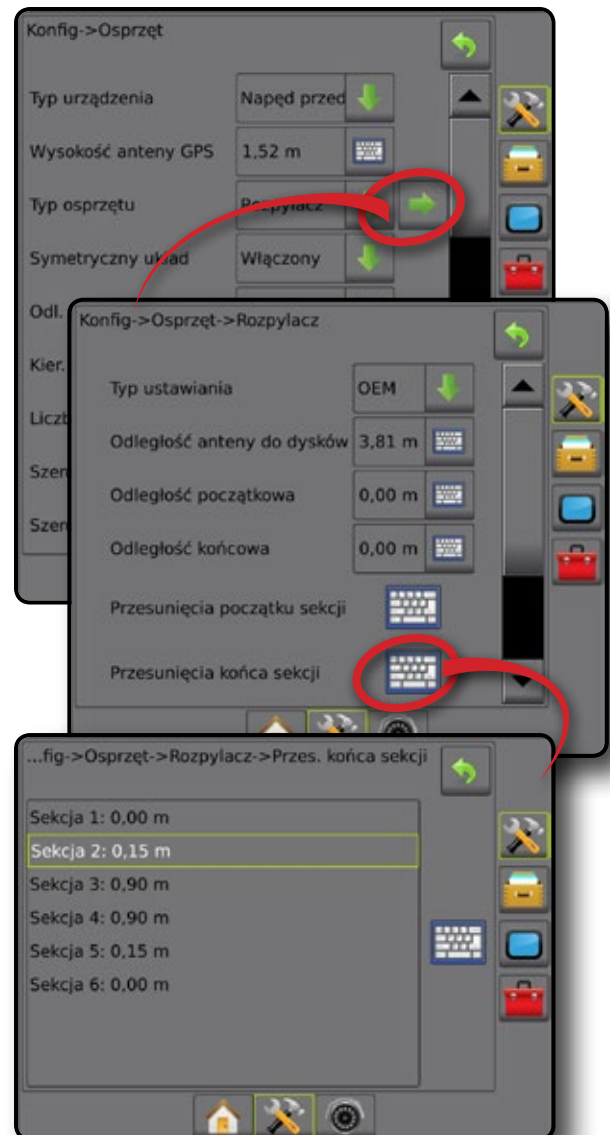 Konfig->Osprzęt
Typ urządzenia Napęd przed
Wysokość anteny GPS 1,52 m
Typ osprzętu Rozpylacz
Symetryczny układ Włączony
Odl.
Kier.
Konfig->Osprzęt->Rozpylacz
Typ ustawiania OEM
Odległość anteny do dysków 3,81 m
Odległość początkowa 0,00 m
Odległość końcowa 0,00 m
Przesunięcia początku sekcji
Przesunięcia końca sekcji
...fig->Osprzęt->Rozpylacz->Przes. końca sekcji
Sekcja 1: 0,00 m
Sekcja 2: 0,15 m
Sekcja 3: 0,90 m
Sekcja 4: 0,90 m
Sekcja 5: 0,15 m
Sekcja 6: 0,00 m